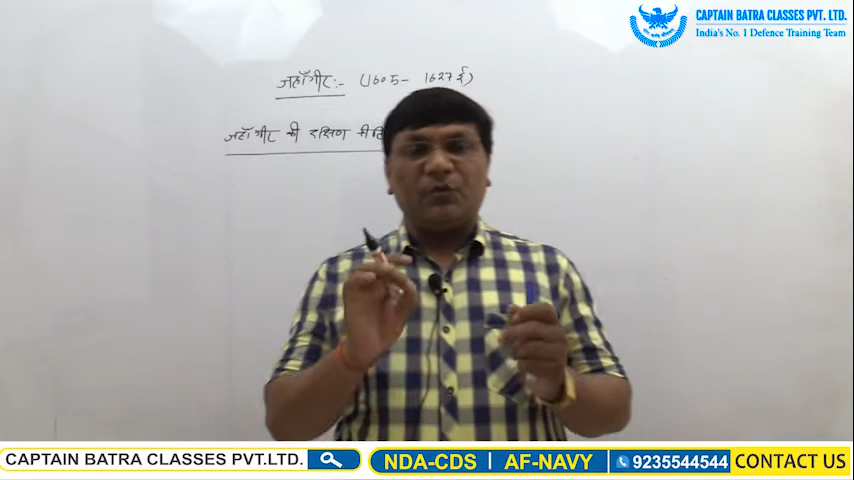 CAPTAIN BATRA CLASSES PVT. LTD.
India's No. 1 Defence Training Team
जहाँगीर:- (1605- 1627 ई)
जहाँगीर की दक्षिण नीति
CAPTAIN BATRA CLASSES PVT.LTD.
NDA-CDS | AF-NAVY
9235544544
CONTACT US